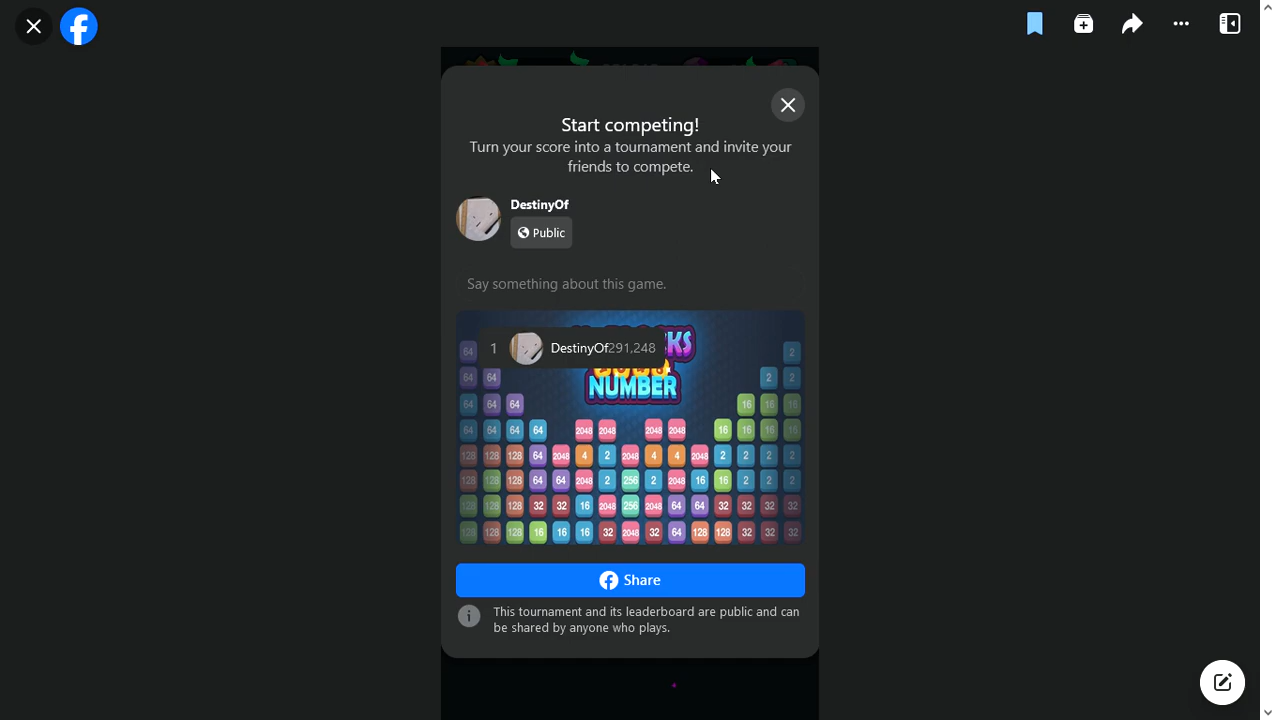 Start competing!
Turn your score into a tournament and invite your
friends to compete.
DestinyOf
Public
Say something about this game.
1 DestinyOf291,248
NUMBER
2
64 64 2 2
64 64 64 16 16 16
64 64 64 64 2048 2048 2048 2048 16 16 16 16
128 128 128 64 2048 4 2 2048 4 4 2048 2 2 2 2
128 128 128 64 64 2048 2 256 2 2048 16 16 2 2 2
128 128 128 32 32 16 2048 256 2048 64 64 32 32 32 32
128 128 128 16 16 16 32 2048 32 64 128 128 32 32 32
Share
This tournament and its leaderboard are public and can
be shared by anyone who plays.